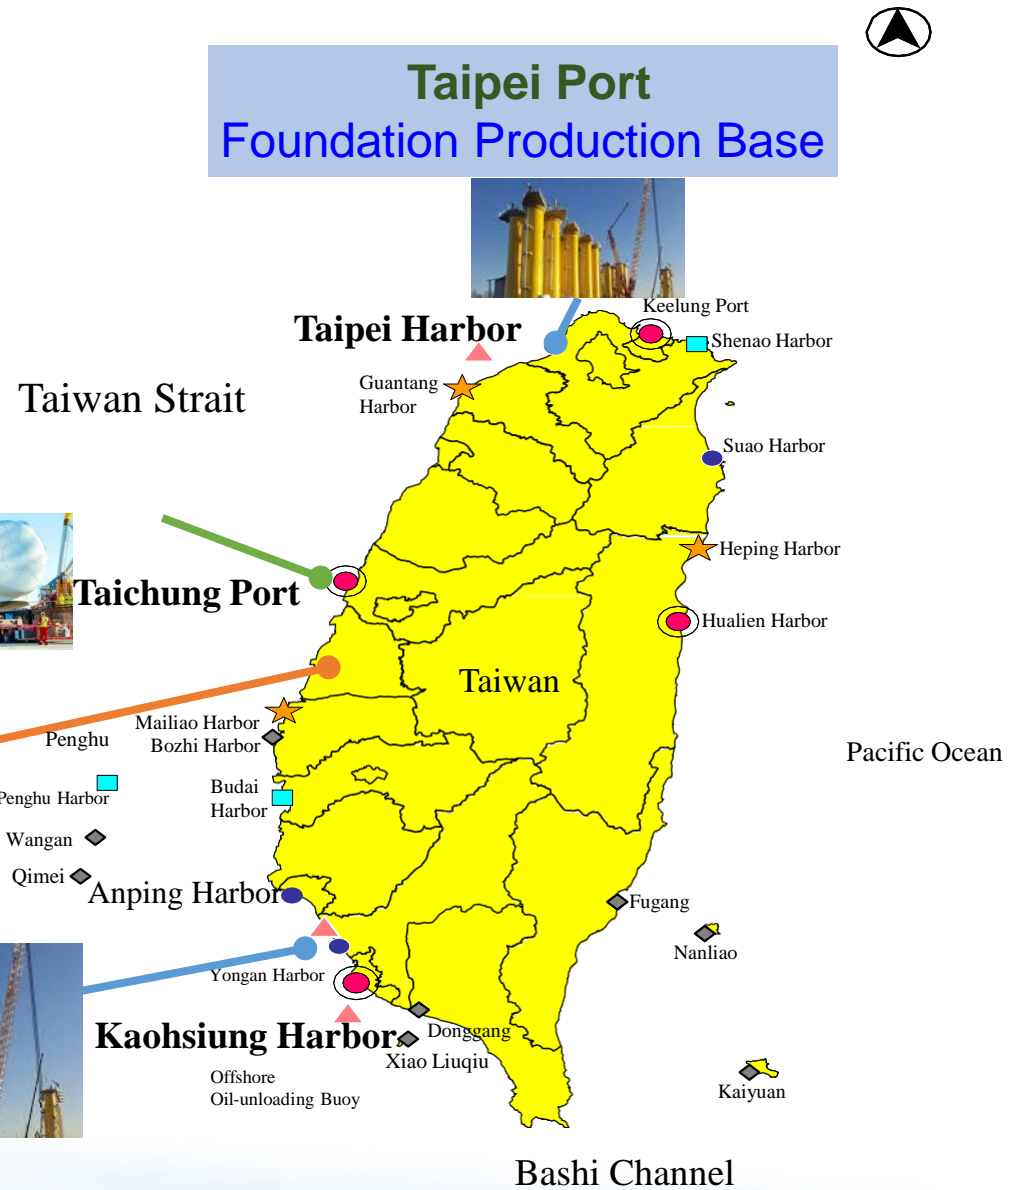 Taipei Port
Foundation Production Base
Keelung Port
Taipei Harbor
Shenao Harbor
Guantang
Harbor
Taiwan Strait
Suao Harbor
Heping Harbor
Taichung Port
Hualien Harbor
Taiwan
Mailiao Harbor
Bozhi Harbor
Penghu
Pacific Ocean
Penghu Harbor
Budai
Harbor
Wangan
Qimei
Anping Harbor
Fugang
Nanliao
Yongan Harbor
Kaohsiung Harbor
Donggang
Xiao Liuqiu
Offshore
Oil-unloading Buoy
Kaiyuan
Bashi Channel